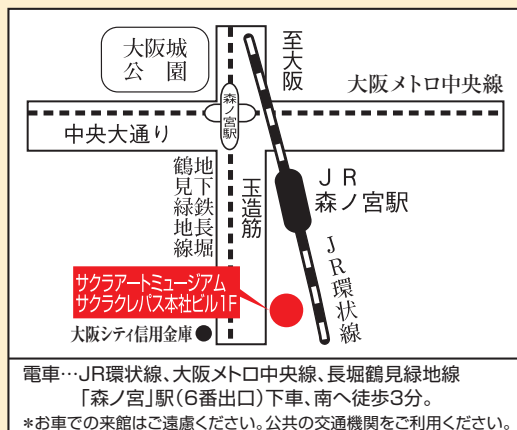 大阪城
公園
至大阪
大阪メトロ中央線
森ノ宮駅
中央大通り
地下鉄長堀
鶴見緑地線
玉造筋
JR
森ノ宮駅
JR環状線
サクラアートミュージアム
サクラクレパス本社ビル1F
大阪シティ信用金庫●
電車…JR環状線、大阪メトロ中央線、長堀鶴見緑地線
「森ノ宮」駅(6番出口)下車、南へ徒歩3分。
*お車での来館はご遠慮ください。公共の交通機関をご利用ください。